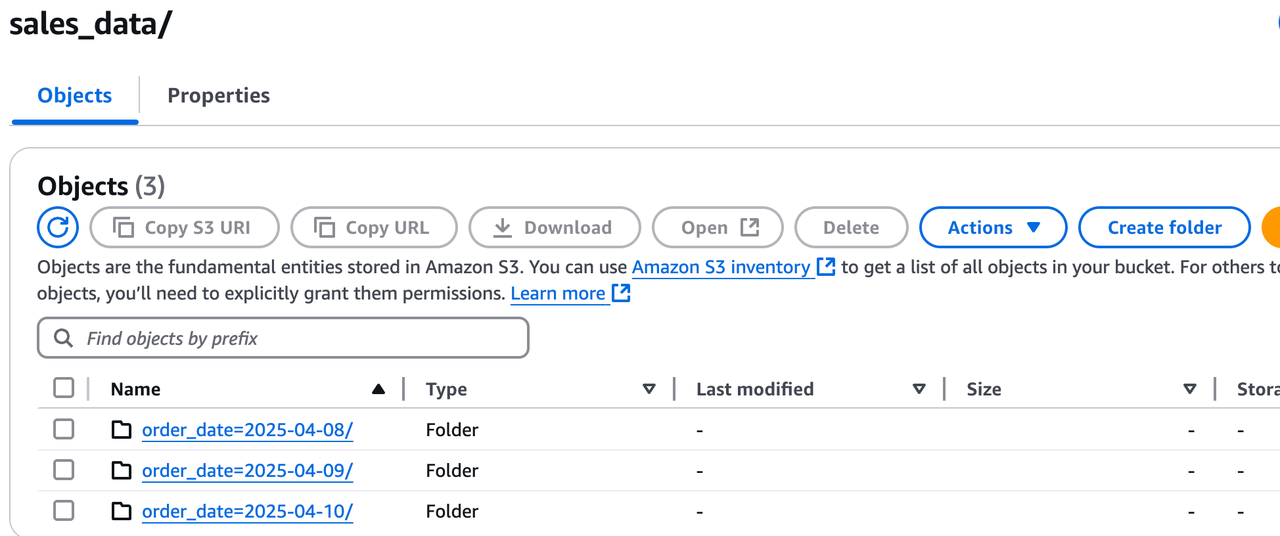 sales_data/
Objects
Properties
Objects (3)
Copy S3 URI
Copy URL
Download
Open
Delete
Actions
Create folder
Objects are the fundamental entities stored in Amazon S3. You can use Amazon S3 inventory to get a list of all objects in your bucket. For others to
objects, you'll need to explicitly grant them permissions. Learn more
Find objects by prefix
Name Type Last modified Size
order_date=2025-04-08/ Folder - - -
order_date=2025-04-09/ Folder - - -
order_date=2025-04-10/ Folder - - -